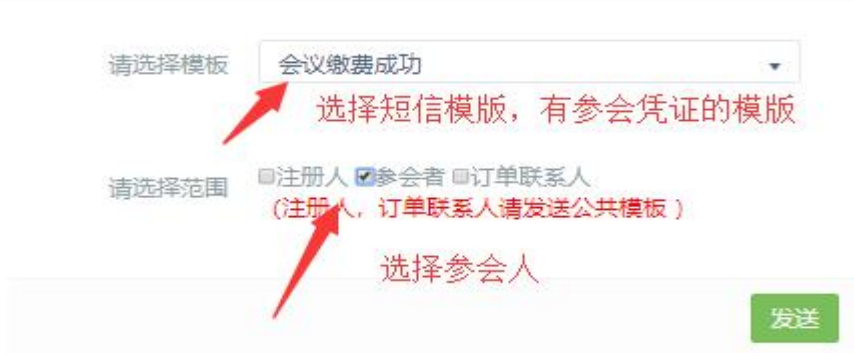 请选择模板 会议缴费成功
选择短信模版，有参会凭证的模版
请选择范围 注册人 参会者 订单联系人
(注册人，订单联系人请发送公共模板)
选择参会人
发送